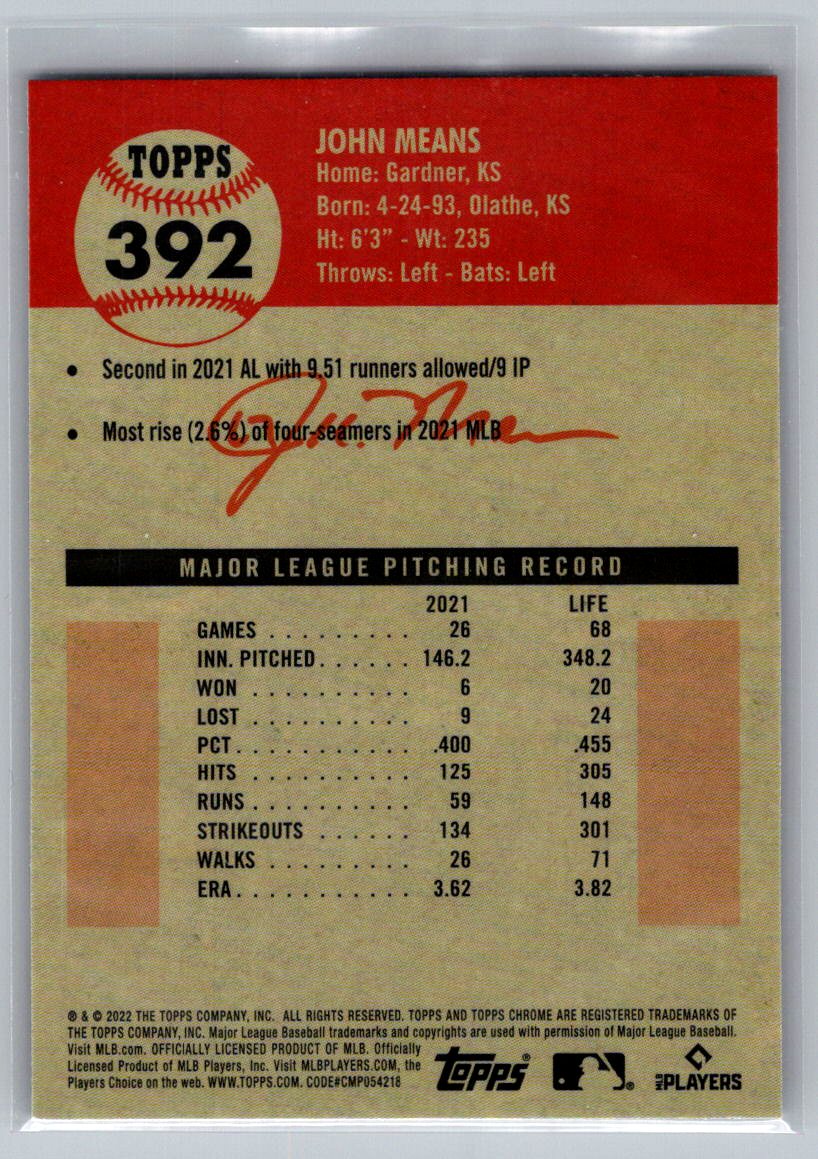 TOPPS
392
JOHN MEANS
Home: Gardner, KS
Born: 4-24-93, Olathe, KS
Ht: 6'3" - Wt: 235
Throws: Left - Bats: Left
• Second in 2021 AL with 9.51 runners allowed/9 IP
• Most rise (2.6%) of four-seamers in 2021 MLB
MAJOR LEAGUE PITCHING RECORD
2021 LIFE
GAMES . . . . . . . . . 26 68
INN. PITCHED . . . . . . 146.2 348.2
WON . . . . . . . . . . 6 20
LOST . . . . . . . . . . 9 24
PCT . . . . . . . . . . . .400 .455
HITS . . . . . . . . . . 125 305
RUNS . . . . . . . . . . 59 148
STRIKEOUTS . . . . . . 134 301
WALKS . . . . . . . . . 26 71
ERA . . . . . . . . . . . 3.62 3.82
® & © 2022 THE TOPPS COMPANY, INC. ALL RIGHTS RESERVED. TOPPS AND TOPPS CHROME ARE REGISTERED TRADEMARKS OF
THE TOPPS COMPANY, INC. Major League Baseball trademarks and copyrights are used with permission of Major League Baseball.
Visit MLB.com. OFFICIALLY LICENSED PRODUCT OF MLB. Officially
Licensed Product of MLB Players, Inc. Visit MLBPLAYERS.COM, the
Players Choice on the web. WWW.TOPPS.COM. CODE#CMP054218
Topps® ® MLB PLAYERS